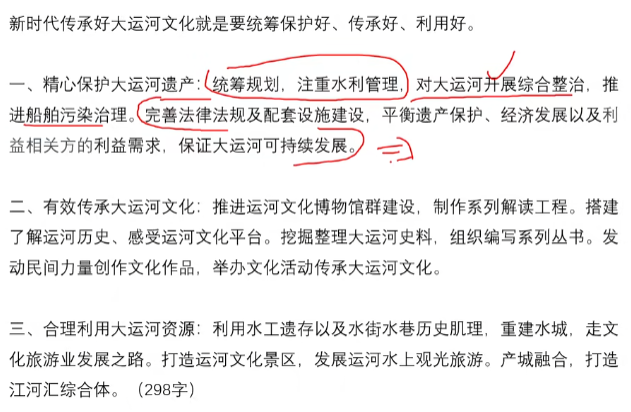 新时代传承好大运河文化就是要统筹保护好、传承好、利用好。
一、精心保护大运河遗产：统筹规划，注重水利管理，对大运河开展综合整治，推
进船舶污染治理。完善法律法规及配套设施建设，平衡遗产保护、经济发展以及利
益相关方的利益需求，保证大运河可持续发展。
二、有效传承大运河文化：推进运河文化博物馆群建设，制作系列解读工程。搭建
了解运河历史、感受运河文化平台。挖掘整理大运河史料，组织编写系列丛书。发
动民间力量创作文化作品，举办文化活动传承大运河文化。
三、合理利用大运河资源：利用水工遗存以及水街水巷历史肌理，重建水城，走文
化旅游业发展之路。打造运河文化景区，发展运河水上观光旅游。产城融合，打造
江河汇综合体。（298字）